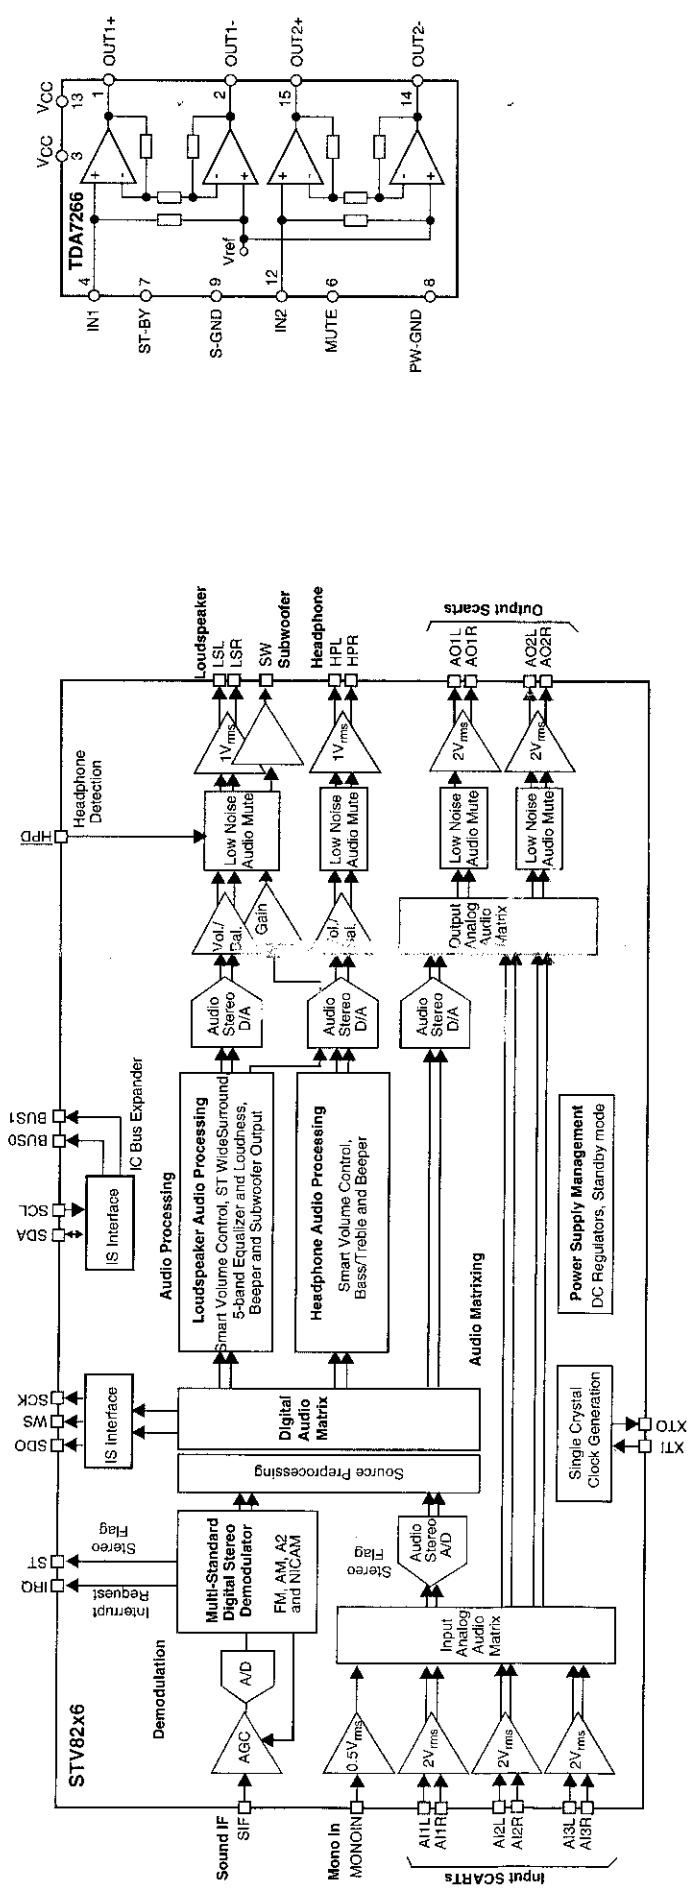 TDA7266
VCC
3
VCC
13
IN1
4
ST-BY
7
S-GND
9
IN2
12
MUTE
6
PW-GND
8
Vref
+
-
-
+
+
-
-
+
1
OUT1+
2
OUT1-
15
OUT2+
14
OUT2-
STV82x6
IRQ
Interrupt
Request
ST
Stereo
Flag
SDO
WS
SCK
IS Interface
SDA
SCL
IS Interface
BUS0
BUS1
IC Bus Expander
HPD
Headphone
Detection
Demodulation
Sound IF
SIF
AGC
A/D
Multi-Standard
Digital Stereo
Demodulator
FM, AM, A2
and NICAM
Mono In
MONOIN
0.5Vrms
Input SCARTs
AI1L
AI1R
2Vrms
AI2L
AI2R
2Vrms
AI3L
AI3R
2Vrms
Input
Analog
Audio
Matrix
Stereo
Flag
Audio
Stereo
A/D
Source Preprocessing
Digital
Audio
Matrix
Audio Processing
Loudspeaker Audio Processing
Smart Volume Control, ST WideSurround
5-band Equalizer and Loudness,
Beeper and Subwoofer Output
Headphone Audio Processing
Smart Volume Control,
Bass/Treble and Beeper
Audio Matrixing
Audio
Stereo
D/A
Audio
Stereo
D/A
Audio
Stereo
D/A
Vol./
Bal.
Gain
Vol./
Bal.
Output
Analog
Audio
Matrix
Low Noise
Audio Mute
Low Noise
Audio Mute
Low Noise
Audio Mute
Low Noise
Audio Mute
1Vrms
1Vrms
2Vrms
2Vrms
Loudspeaker
LSL
LSR
SW
Subwoofer
Headphone
HPL
HPR
AO1L
AO1R
AO2L
AO2R
Output Scarts
Single Crystal
Clock Generation
XTI
XTO
Power Supply Management
DC Regulators, Standby mode